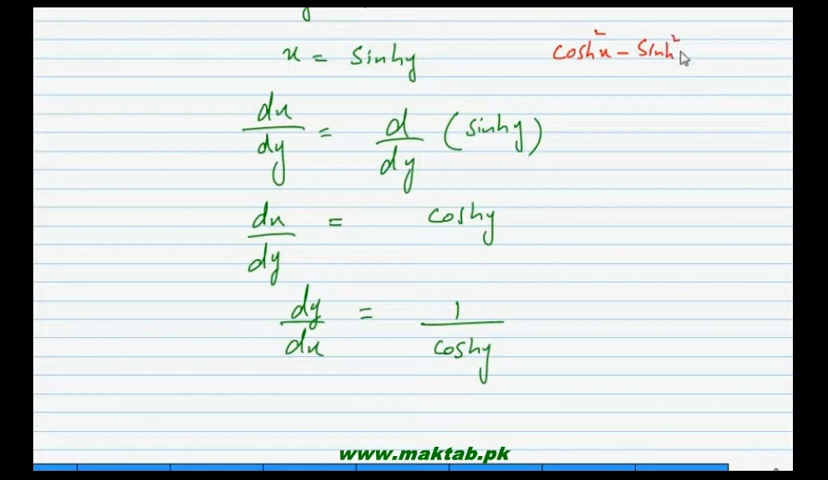 x = sinhy
cosh²x – sinh²
dx/dy = d/dy (sinhy)
dx/dy = coshy
dy/dx = 1/coshy
www.maktab.pk